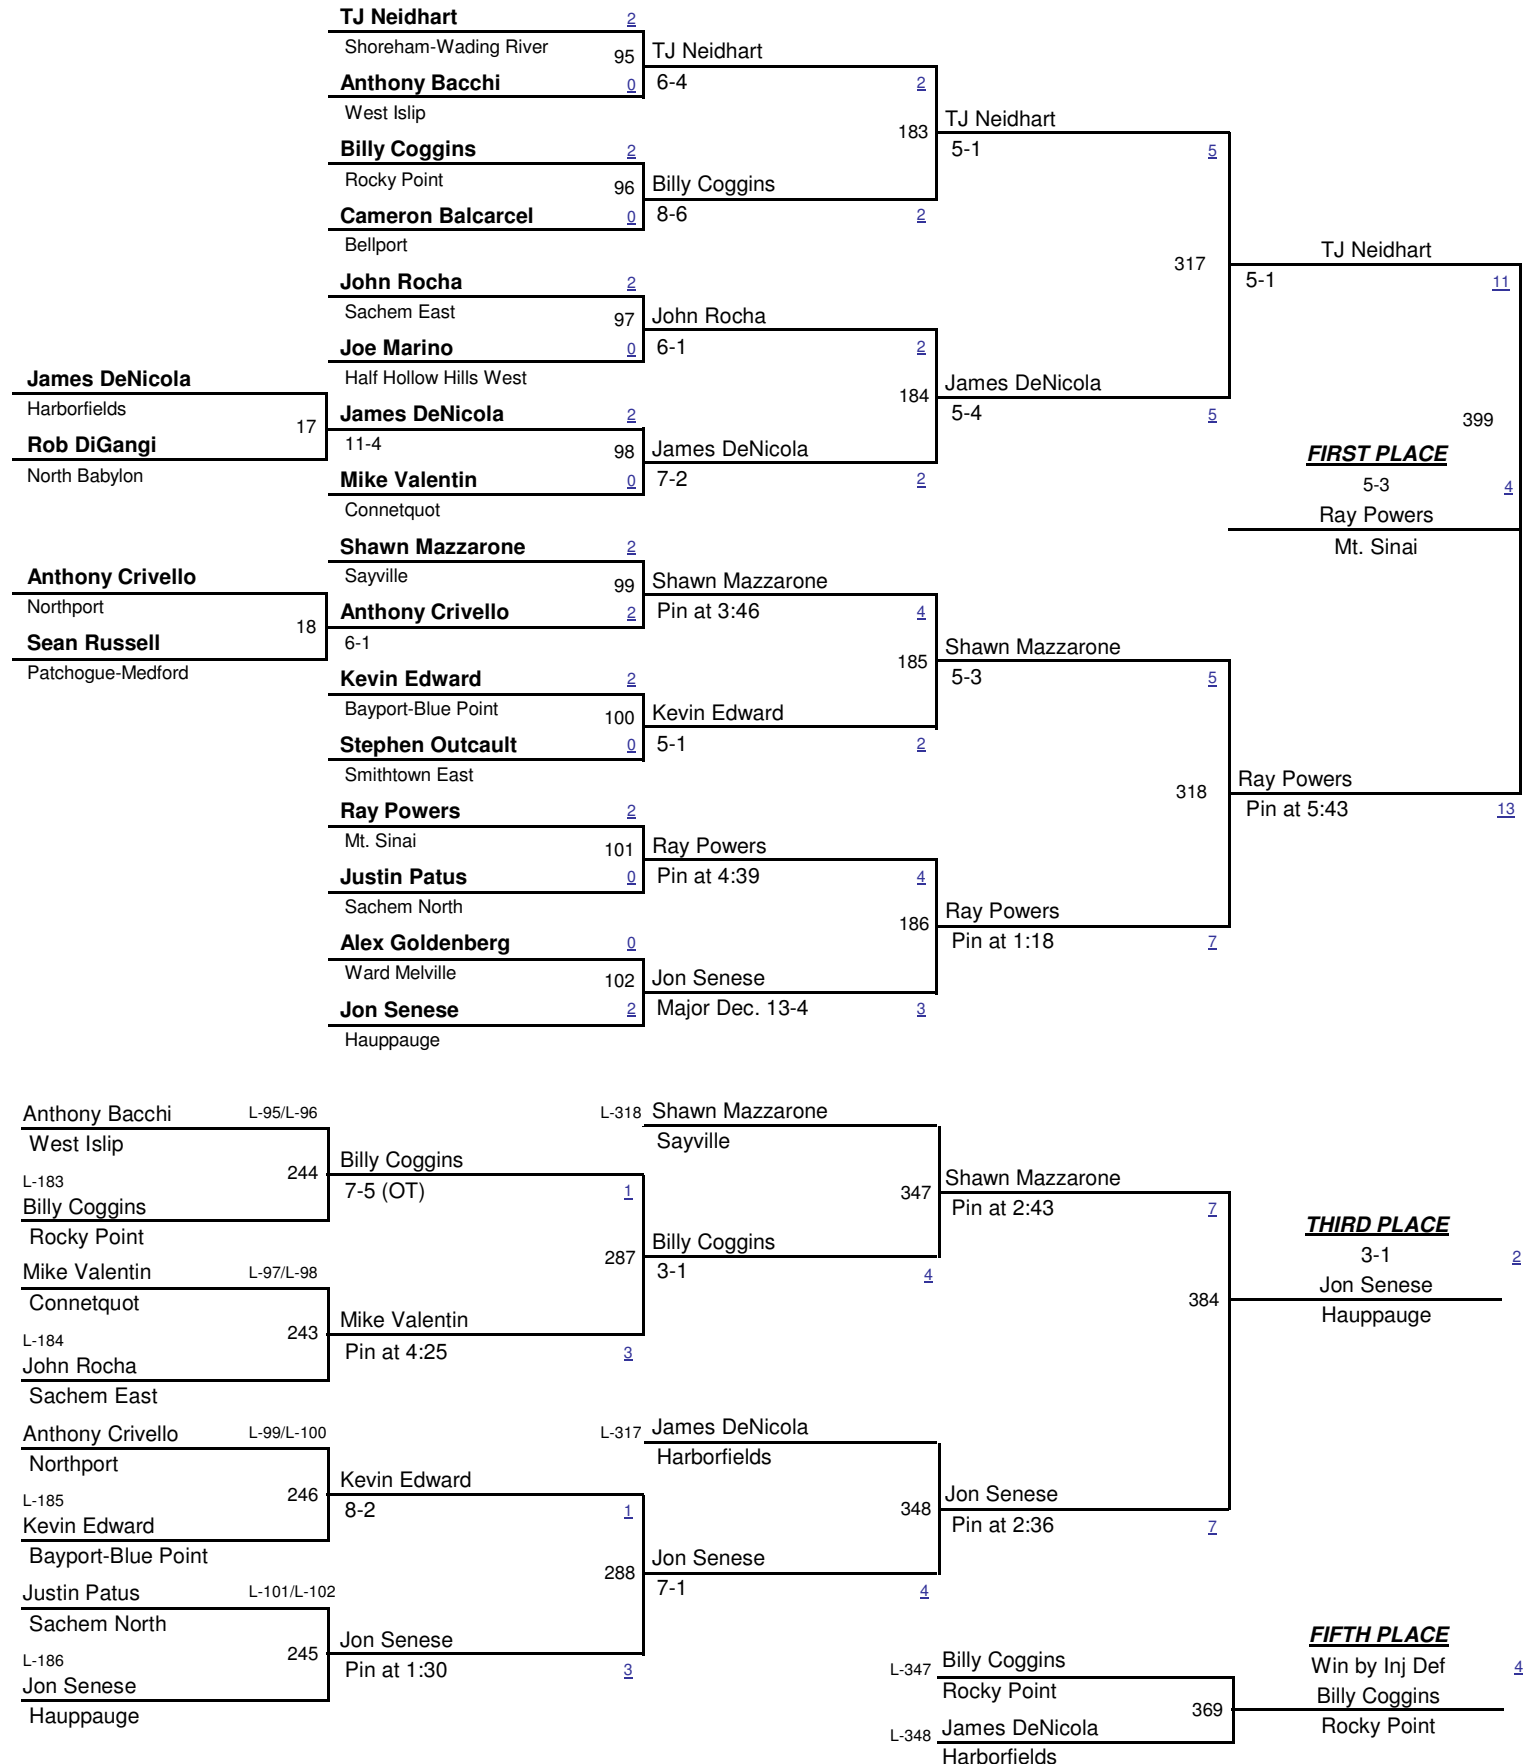 TJ Neidhart 2
Shoreham-Wading River
95 TJ Neidhart
Anthony Bacchi 0 6-4 2
West Islip
183 TJ Neidhart
5-1 5
Billy Coggins 2
Rocky Point
96 Billy Coggins
Cameron Balcarcel 0 8-6 2
Bellport
317 TJ Neidhart
5-1 11
John Rocha 2
Sachem East
97 John Rocha
Joe Marino 0 6-1 2
Half Hollow Hills West
James DeNicola
Harborfields
17
Rob DiGangi
North Babylon
184 James DeNicola
5-4 5
James DeNicola 2
11-4
98 James DeNicola
Mike Valentin 0 7-2 2
Connetquot
399
FIRST PLACE
5-3 4
Ray Powers
Mt. Sinai
Shawn Mazzarone 2
Sayville
99 Shawn Mazzarone
Anthony Crivello
Northport
18
Sean Russell
Patchogue-Medford
Anthony Crivello 2 Pin at 3:46 4
6-1
185 Shawn Mazzarone
5-3 5
Kevin Edward 2
Bayport-Blue Point
100 Kevin Edward
Stephen Outcault 0 5-1 2
Smithtown East
318 Ray Powers
Pin at 5:43 13
Ray Powers 2
Mt. Sinai
101 Ray Powers
Justin Patus 0 Pin at 4:39 4
Sachem North
186 Ray Powers
Pin at 1:18 7
Alex Goldenberg 0
Ward Melville
102 Jon Senese
Jon Senese 2 Major Dec. 13-4 3
Hauppauge
Anthony Bacchi L-95/L-96
West Islip
244 Billy Coggins
7-5 (OT) 1
L-183
Billy Coggins
Rocky Point
L-318 Shawn Mazzarone
Sayville
347 Shawn Mazzarone
Pin at 2:43 7
287 Billy Coggins
3-1 4
Mike Valentin L-97/L-98
Connetquot
243 Mike Valentin
Pin at 4:25 3
L-184
John Rocha
Sachem East
THIRD PLACE
3-1 2
384 Jon Senese
Hauppauge
Anthony Crivello L-99/L-100
Northport
246 Kevin Edward
8-2 1
L-185
Kevin Edward
Bayport-Blue Point
L-317 James DeNicola
Harborfields
348 Jon Senese
Pin at 2:36 7
288 Jon Senese
7-1 4
Justin Patus L-101/L-102
Sachem North
245 Jon Senese
Pin at 1:30 3
L-186
Jon Senese
Hauppauge
L-347 Billy Coggins
Rocky Point
369
L-348 James DeNicola
Harborfields
FIFTH PLACE
Win by Inj Def 4
Billy Coggins
Rocky Point